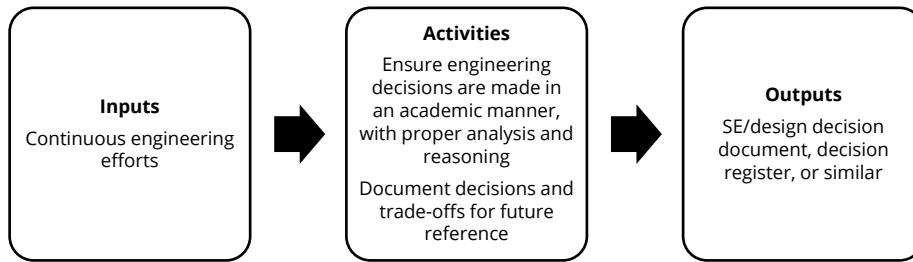 Inputs
Continuous engineering
efforts
Activities
Ensure engineering
decisions are made in
an academic manner,
with proper analysis and
reasoning
Document decisions and
trade-offs for future
reference
Outputs
SE/design decision
document, decision
register, or similar